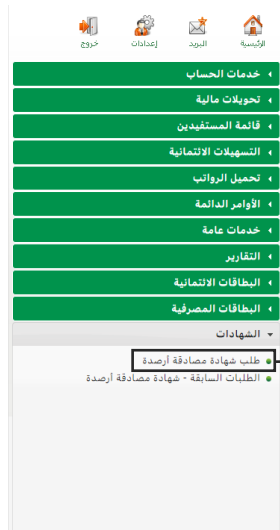 الرئيسية البريد إعدادات خروج
خدمات الحساب
تحويلات مالية
قائمة المستفيدين
التسهيلات الائتمانية
تحميل الرواتب
الأوامر الدائمة
خدمات عامة
التقارير
البطاقات الائتمانية
البطاقات المصرفية
الشهادات
طلب شهادة مصادقة أرصدة
الطلبات السابقة - شهادة مصادقة أرصدة